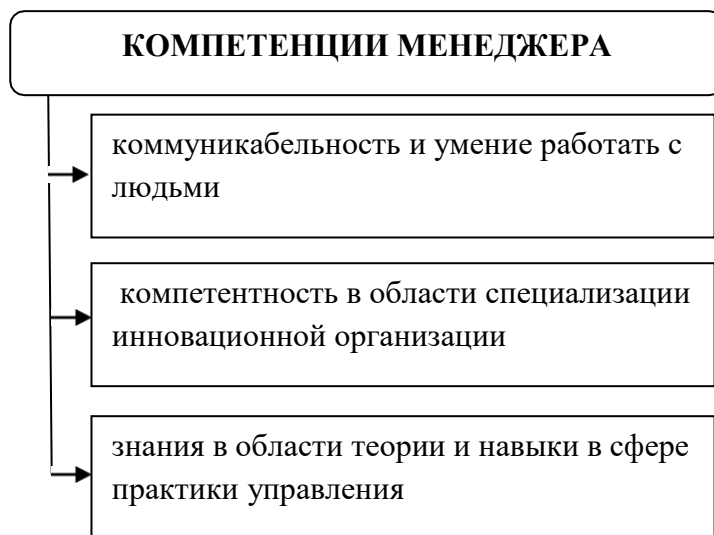 КОМПЕТЕНЦИИ МЕНЕДЖЕРА
коммуникабельность и умение работать с
людьми
компетентность в области специализации
инновационной организации
знания в области теории и навыки в сфере
практики управления